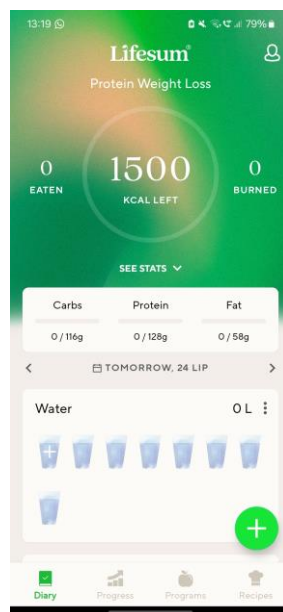 13:19 79%
Lifesum®
Protein Weight Loss
0 1500 0
EATEN KCAL LEFT BURNED
SEE STATS
Carbs Protein Fat
0 / 116g 0 / 128g 0 / 58g
TOMORROW, 24 LIP
Water 0 L
Diary Progress Programs Recipes